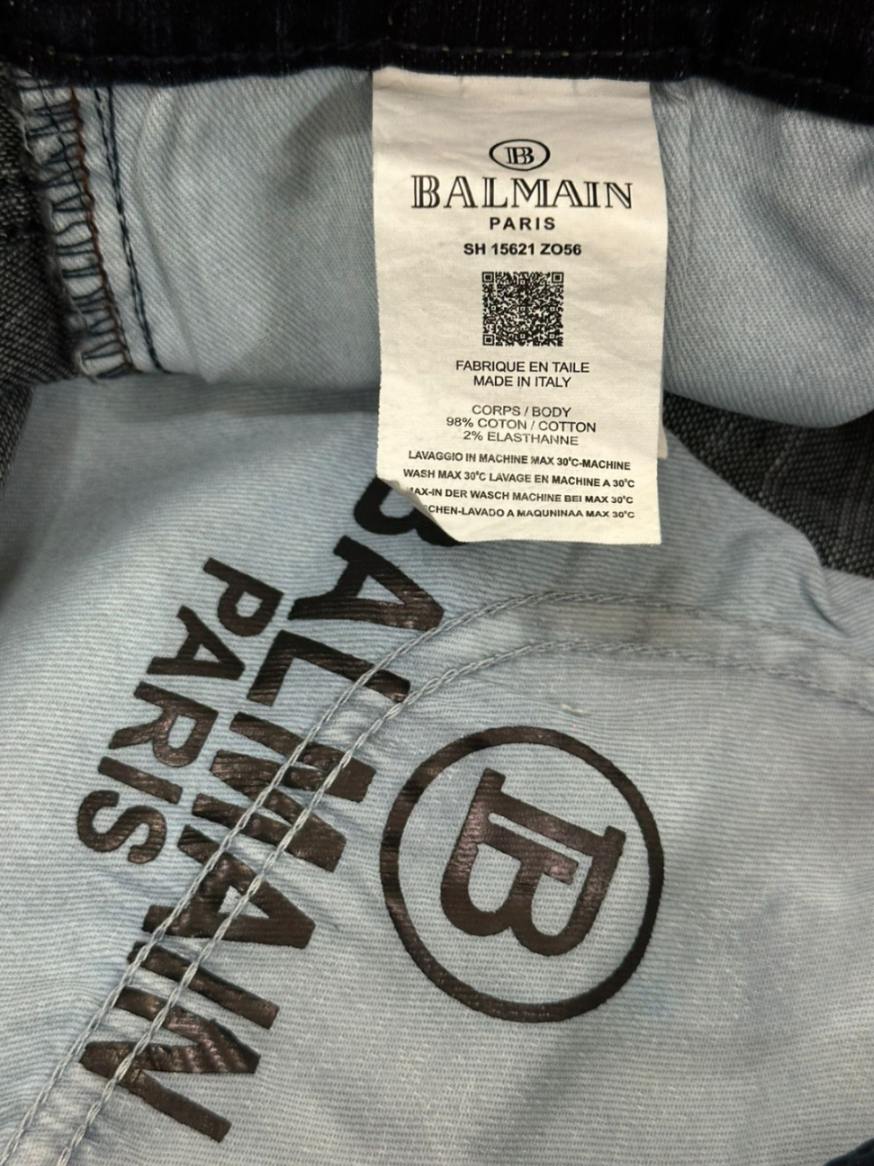 B
BALMAIN
PARIS
SH 15621 ZO56
FABRIQUE EN TAILE
MADE IN ITALY
CORPS / BODY
98% COTON / COTTON
2% ELASTHANNE
LAVAGGIO IN MACHINE MAX 30°C-MACHINE
WASH MAX 30°C LAVAGE EN MACHINE A 30°C
MAX-IN DER WASCH MACHINE BEI MAX 30°C
CHEN-LAVADO A MAQUNINAA MAX 30°C
BALMAIN
PARIS
B